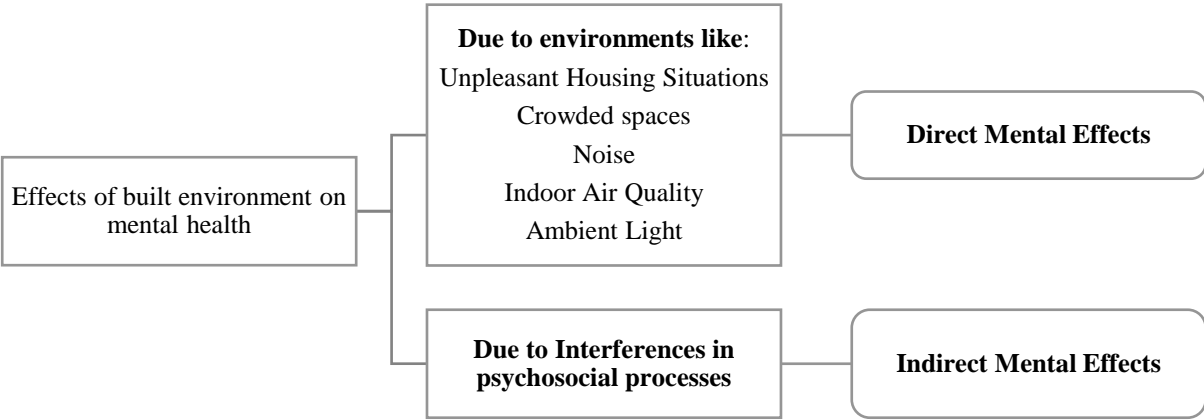 Effects of built environment on
mental health
Due to environments like:
Unpleasant Housing Situations
Crowded spaces
Noise
Indoor Air Quality
Ambient Light
Direct Mental Effects
Due to Interferences in
psychosocial processes
Indirect Mental Effects